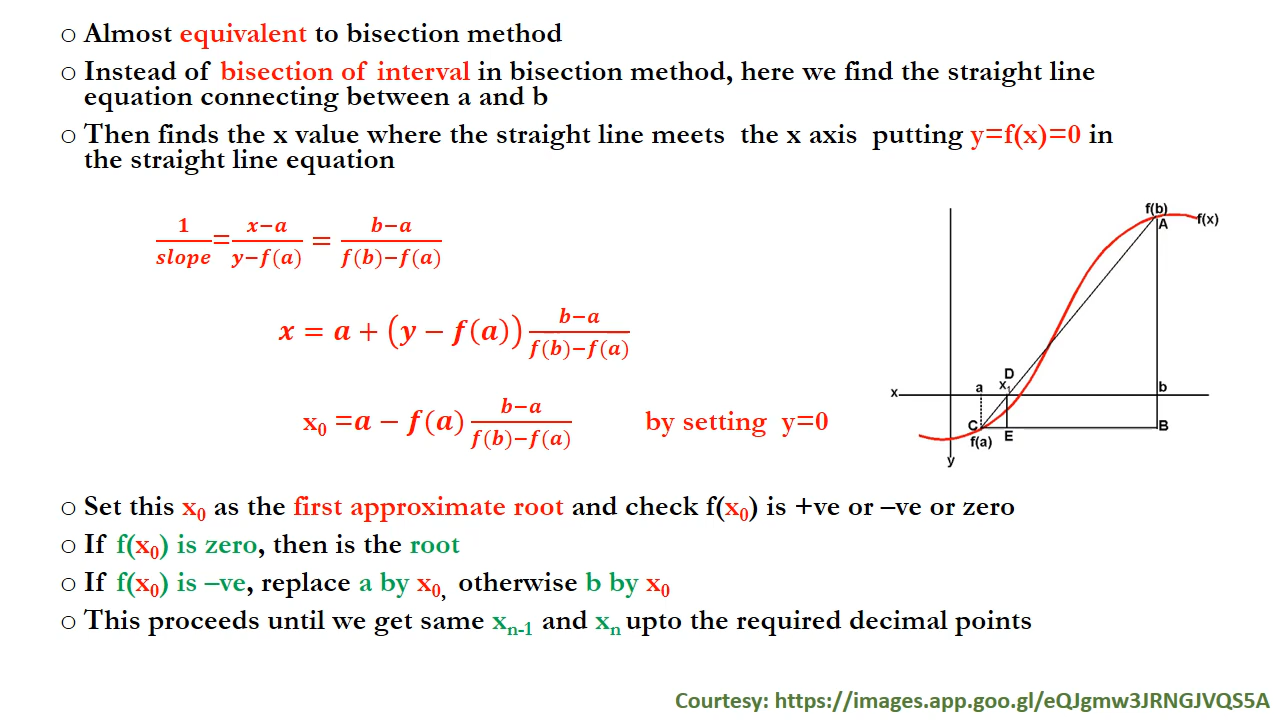 ○ Almost equivalent to bisection method
○ Instead of bisection of interval in bisection method, here we find the straight line
equation connecting between a and b
○ Then finds the x value where the straight line meets the x axis putting y=f(x)=0 in
the straight line equation
1/slope = (x−a)/(y−f(a)) = (b−a)/(f(b)−f(a))
x = a + (y − f(a)) (b−a)/(f(b)−f(a))
x₀ = a − f(a) (b−a)/(f(b)−f(a)) by setting y=0
f(b)
A
f(x)
D
x
a
x₁
b
C
E
B
f(a)
y
○ Set this x₀ as the first approximate root and check f(x₀) is +ve or –ve or zero
○ If f(x₀) is zero, then is the root
○ If f(x₀) is –ve, replace a by x₀, otherwise b by x₀
○ This proceeds until we get same xₙ₋₁ and xₙ upto the required decimal points
Courtesy: https://images.app.goo.gl/eQJgmw3JRNGJVQS5A